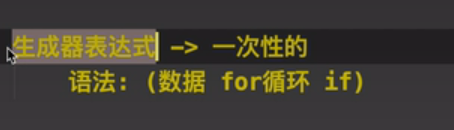 生成器表达式 -> 一次性的
语法: (数据 for循环 if)